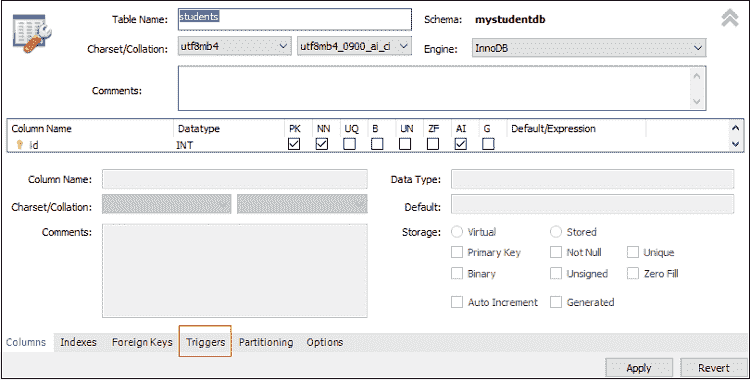 Table Name: students Schema: mystudentdb
Charset/Collation: utf8mb4 utf8mb4_0900_ai_ci Engine: InnoDB
Comments:
Column Name Datatype PK NN UQ B UN ZF AI G Default/Expression
id INT
Column Name: Data Type:
Charset/Collation: Default:
Comments: Storage: Virtual Stored
Primary Key Not Null Unique
Binary Unsigned Zero Fill
Auto Increment Generated
Columns Indexes Foreign Keys Triggers Partitioning Options
Apply Revert